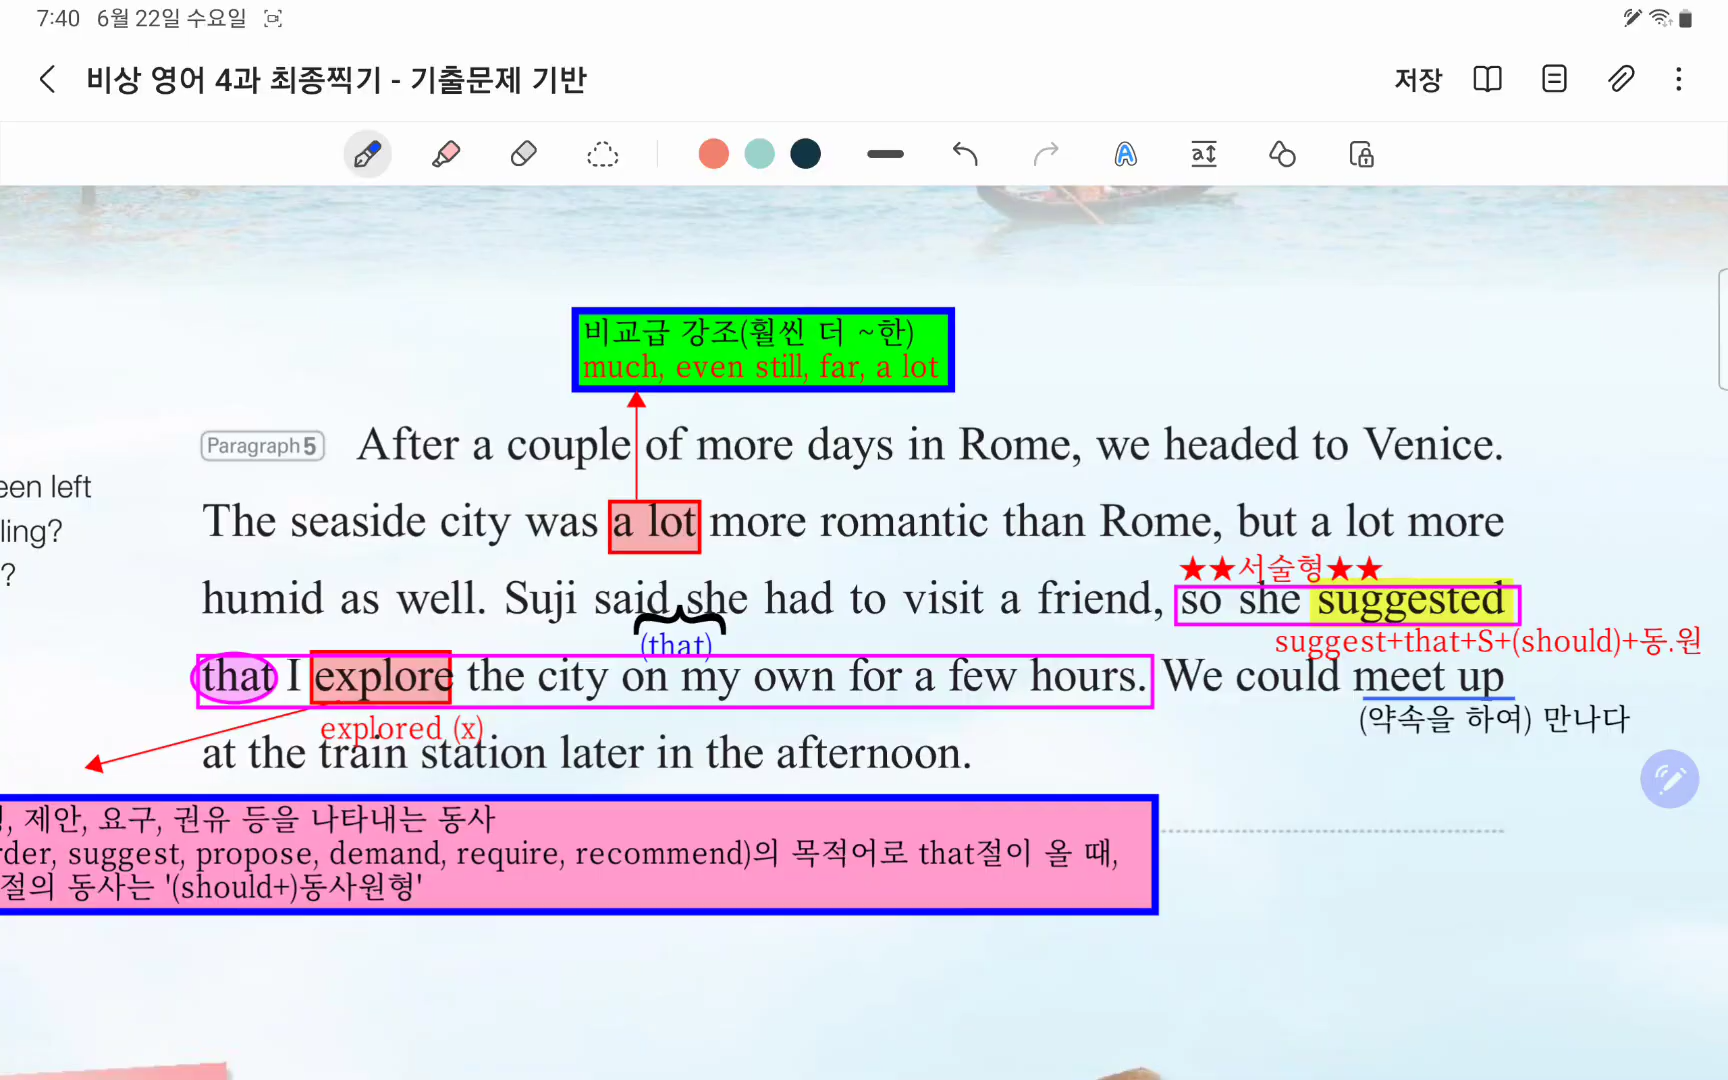 7:40 6월 22일 수요일
비상 영어 4과 최종찍기 - 기출문제 기반
저장
비교급 강조(훨씬 더 ~한)
much, even still, far, a lot
Paragraph 5 After a couple of more days in Rome, we headed to Venice.
een left
The seaside city was a lot more romantic than Rome, but a lot more
ling?
★★서술형★★
?
humid as well. Suji said she had to visit a friend, so she suggested
(that)
suggest+that+S+(should)+동.원
that I explore the city on my own for a few hours. We could meet up
explored (x)
(약속을 하여) 만나다
at the train station later in the afternoon.
, 제안, 요구, 권유 등을 나타내는 동사
rder, suggest, propose, demand, require, recommend)의 목적어로 that절이 올 때,
절의 동사는 '(should+)동사원형'